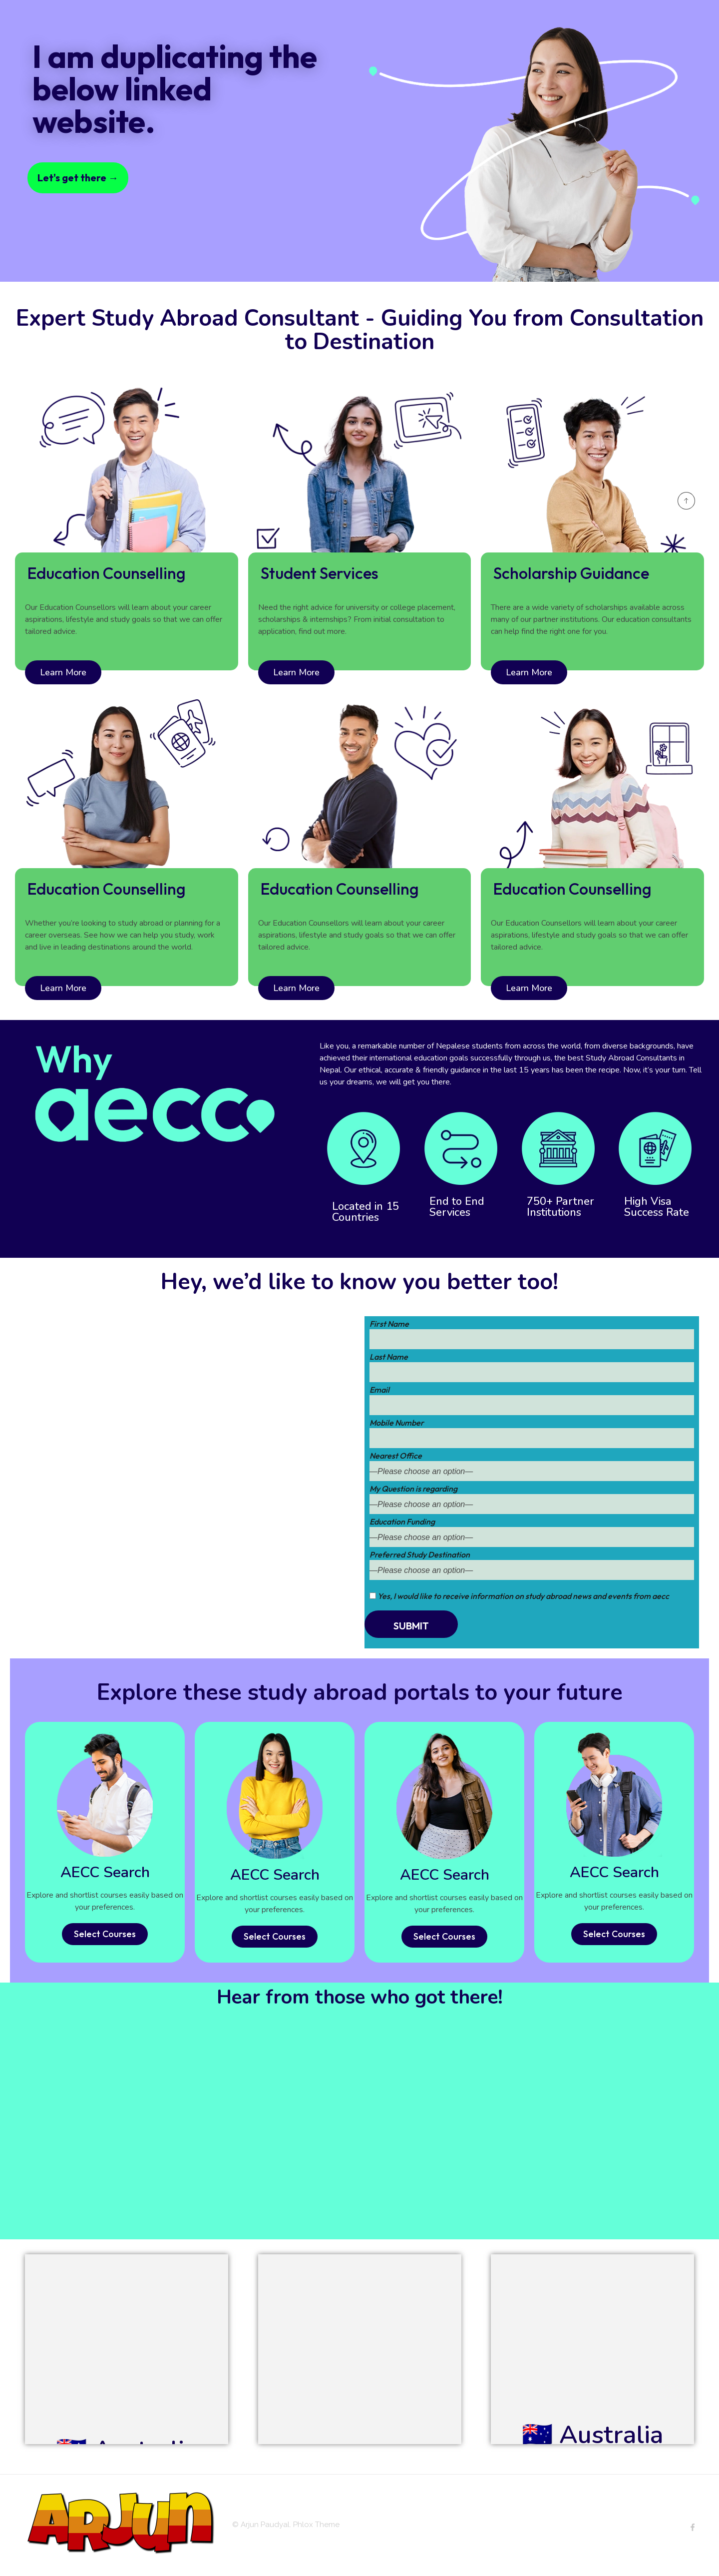 I am duplicating the
below linked
website.
Let's get there →
Expert Study Abroad Consultant - Guiding You from Consultation
to Destination
Education Counselling
Our Education Counsellors will learn about your career
aspirations, lifestyle and study goals so that we can offer
tailored advice.
Learn More
Student Services
Need the right advice for university or college placement,
scholarships & internships? From initial consultation to
application, find out more.
Learn More
Scholarship Guidance
There are a wide variety of scholarships available across
many of our partner institutions. Our education consultants
can help find the right one for you.
Learn More
Education Counselling
Whether you're looking to study abroad or planning for a
career overseas. See how we can help you study, work
and live in leading destinations around the world.
Learn More
Education Counselling
Our Education Counsellors will learn about your career
aspirations, lifestyle and study goals so that we can offer
tailored advice.
Learn More
Education Counselling
Our Education Counsellors will learn about your career
aspirations, lifestyle and study goals so that we can offer
tailored advice.
Learn More
Why
aecc
Like you, a remarkable number of Nepalese students from across the world, from diverse backgrounds, have
achieved their international education goals successfully through us, the best Study Abroad Consultants in
Nepal. Our ethical, accurate & friendly guidance in the last 15 years has been the recipe. Now, it's your turn. Tell
us your dreams, we will get you there.
Located in 15
Countries
End to End
Services
750+ Partner
Institutions
High Visa
Success Rate
Hey, we'd like to know you better too!
First Name
Last Name
Email
Mobile Number
Nearest Office
—Please choose an option—
My Question is regarding
—Please choose an option—
Education Funding
—Please choose an option—
Preferred Study Destination
—Please choose an option—
Yes, I would like to receive information on study abroad news and events from aecc
SUBMIT
Explore these study abroad portals to your future
AECC Search
Explore and shortlist courses easily based on
your preferences.
Select Courses
AECC Search
Explore and shortlist courses easily based on
your preferences.
Select Courses
AECC Search
Explore and shortlist courses easily based on
your preferences.
Select Courses
AECC Search
Explore and shortlist courses easily based on
your preferences.
Select Courses
Hear from those who got there!
Australia
Australia
ARJUN
© Arjun Paudyal. Phlox Theme